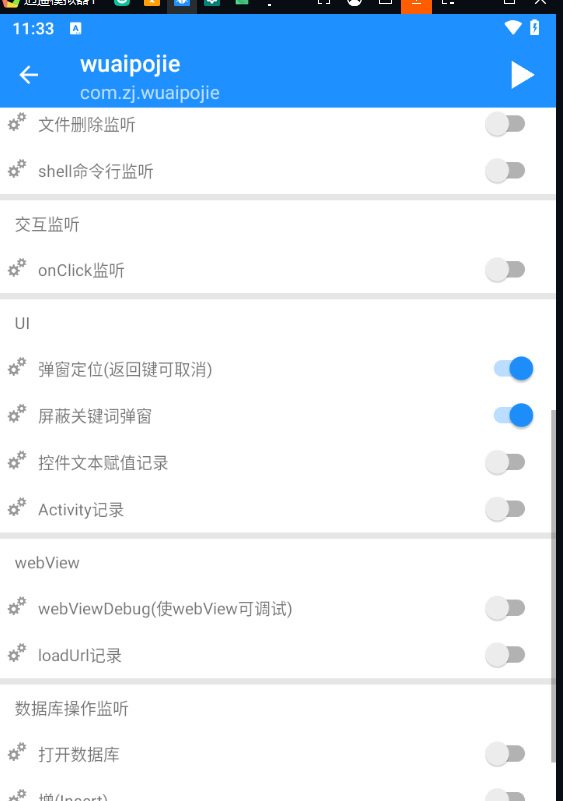 11:33
A
wuaipojie
com.zj.wuaipojie
文件删除监听
shell命令行监听
交互监听
onClick监听
UI
弹窗定位(返回键可取消)
屏蔽关键词弹窗
控件文本赋值记录
Activity记录
webView
webViewDebug(使webView可调试)
loadUrl记录
数据库操作监听
打开数据库
增(Insert)